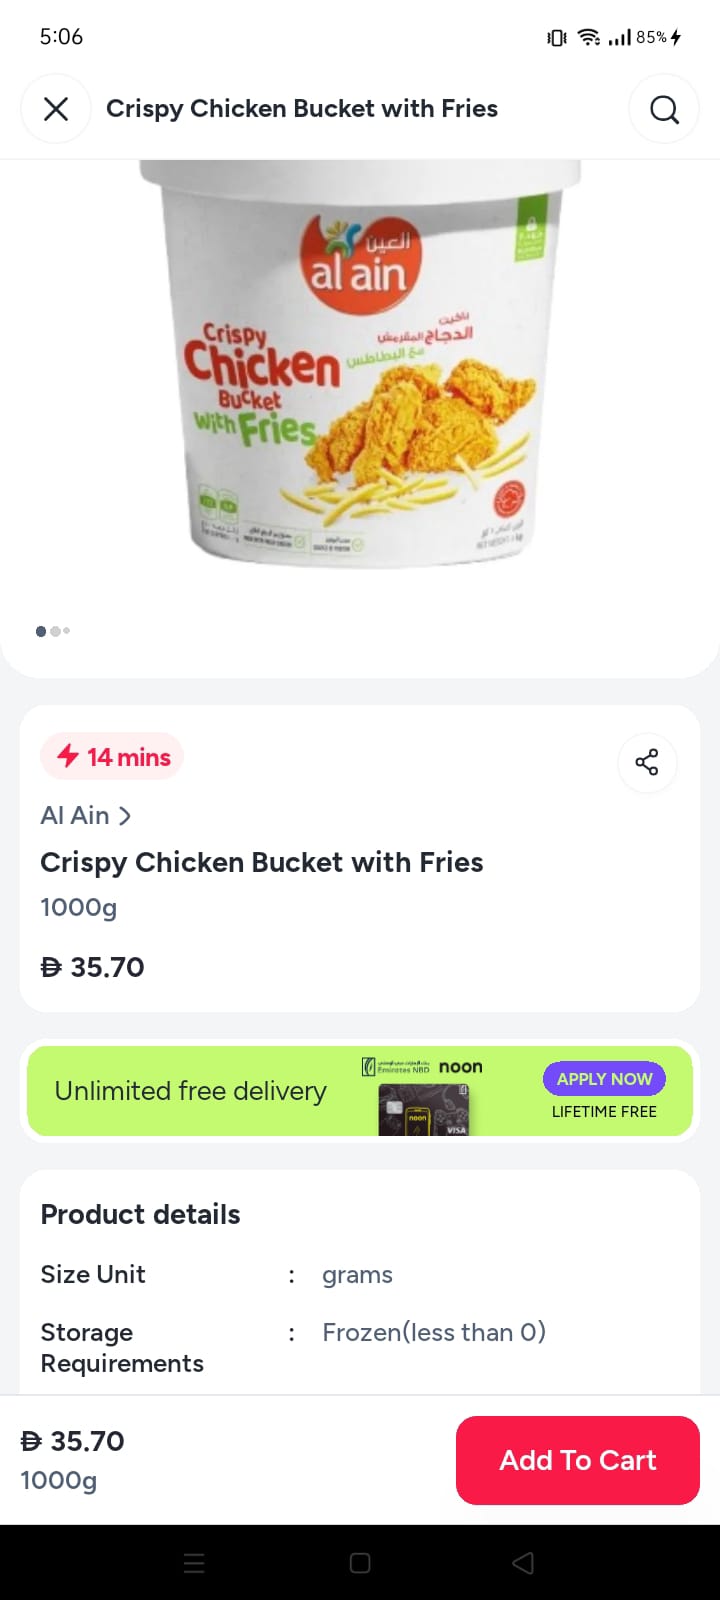 5:06
85%
Crispy Chicken Bucket with Fries
العين
al ain
باكيت
الدجاج المقرمش
مع البطاطس
Crispy
Chicken
Bucket
with Fries
14 mins
Al Ain
Crispy Chicken Bucket with Fries
1000g
35.70
Unlimited free delivery
Emirates NBD
noon
noon
VISA
APPLY NOW
LIFETIME FREE
Product details
Size Unit : grams
Storage : Frozen(less than 0)
Requirements
35.70
1000g
Add To Cart